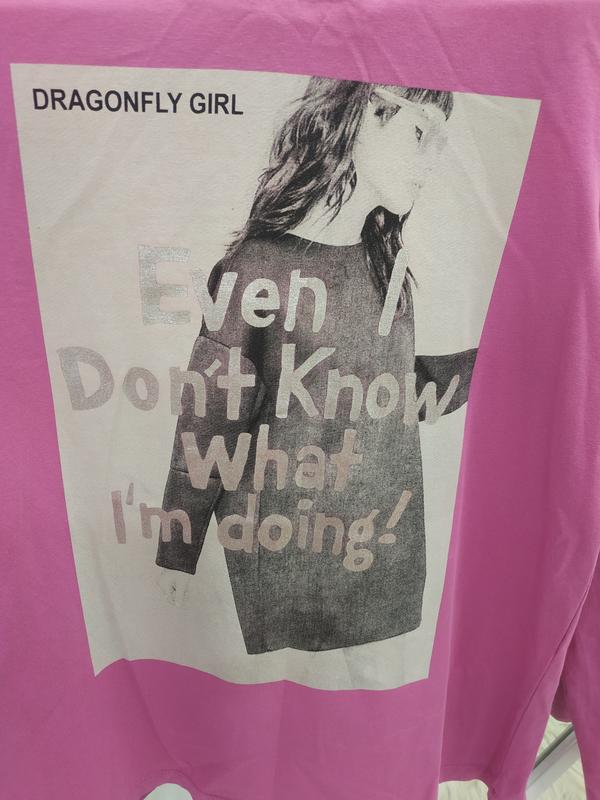 DRAGONFLY GIRL
Even I
Don't Know
What
I'm doing!